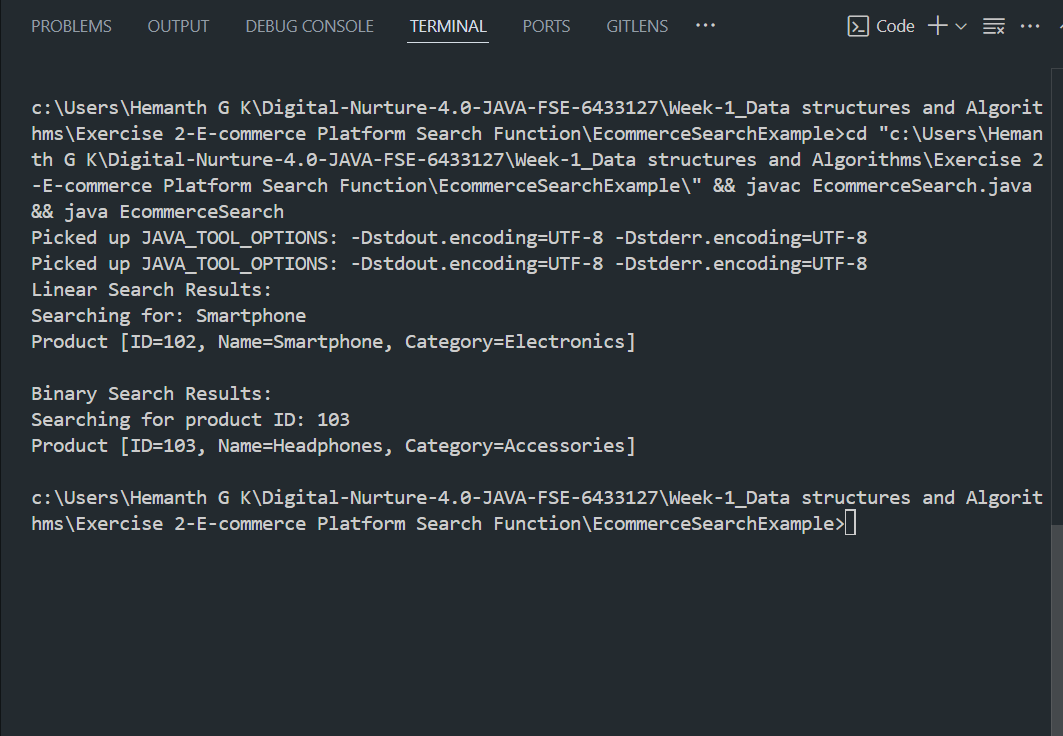 PROBLEMS OUTPUT DEBUG CONSOLE TERMINAL PORTS GITLENS ··· Code
c:\Users\Hemanth G K\Digital-Nurture-4.0-JAVA-FSE-6433127\Week-1_Data structures and Algorit
hms\Exercise 2-E-commerce Platform Search Function\EcommerceSearchExample>cd "c:\Users\Heman
th G K\Digital-Nurture-4.0-JAVA-FSE-6433127\Week-1_Data structures and Algorithms\Exercise 2
-E-commerce Platform Search Function\EcommerceSearchExample\" && javac EcommerceSearch.java
&& java EcommerceSearch
Picked up JAVA_TOOL_OPTIONS: -Dstdout.encoding=UTF-8 -Dstderr.encoding=UTF-8
Picked up JAVA_TOOL_OPTIONS: -Dstdout.encoding=UTF-8 -Dstderr.encoding=UTF-8
Linear Search Results:
Searching for: Smartphone
Product [ID=102, Name=Smartphone, Category=Electronics]
Binary Search Results:
Searching for product ID: 103
Product [ID=103, Name=Headphones, Category=Accessories]
c:\Users\Hemanth G K\Digital-Nurture-4.0-JAVA-FSE-6433127\Week-1_Data structures and Algorit
hms\Exercise 2-E-commerce Platform Search Function\EcommerceSearchExample>